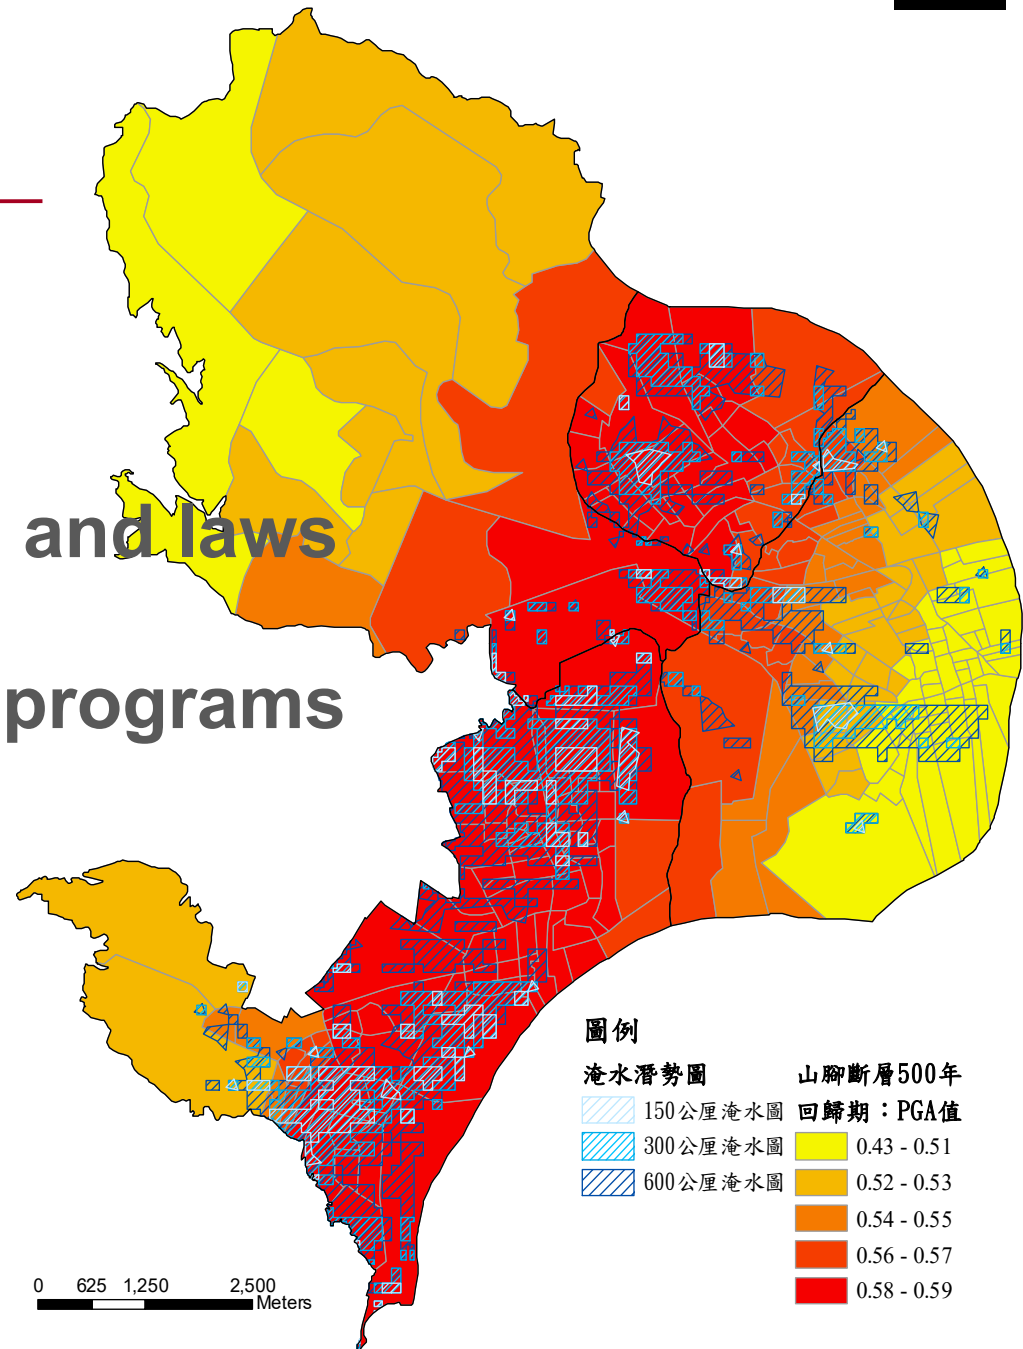 and laws
programs
圖例
淹水潛勢圖
150公厘淹水圖
300公厘淹水圖
600公厘淹水圖
山腳斷層500年
回歸期：PGA值
0.43 - 0.51
0.52 - 0.53
0.54 - 0.55
0.56 - 0.57
0.58 - 0.59
0 625 1,250 2,500
Meters